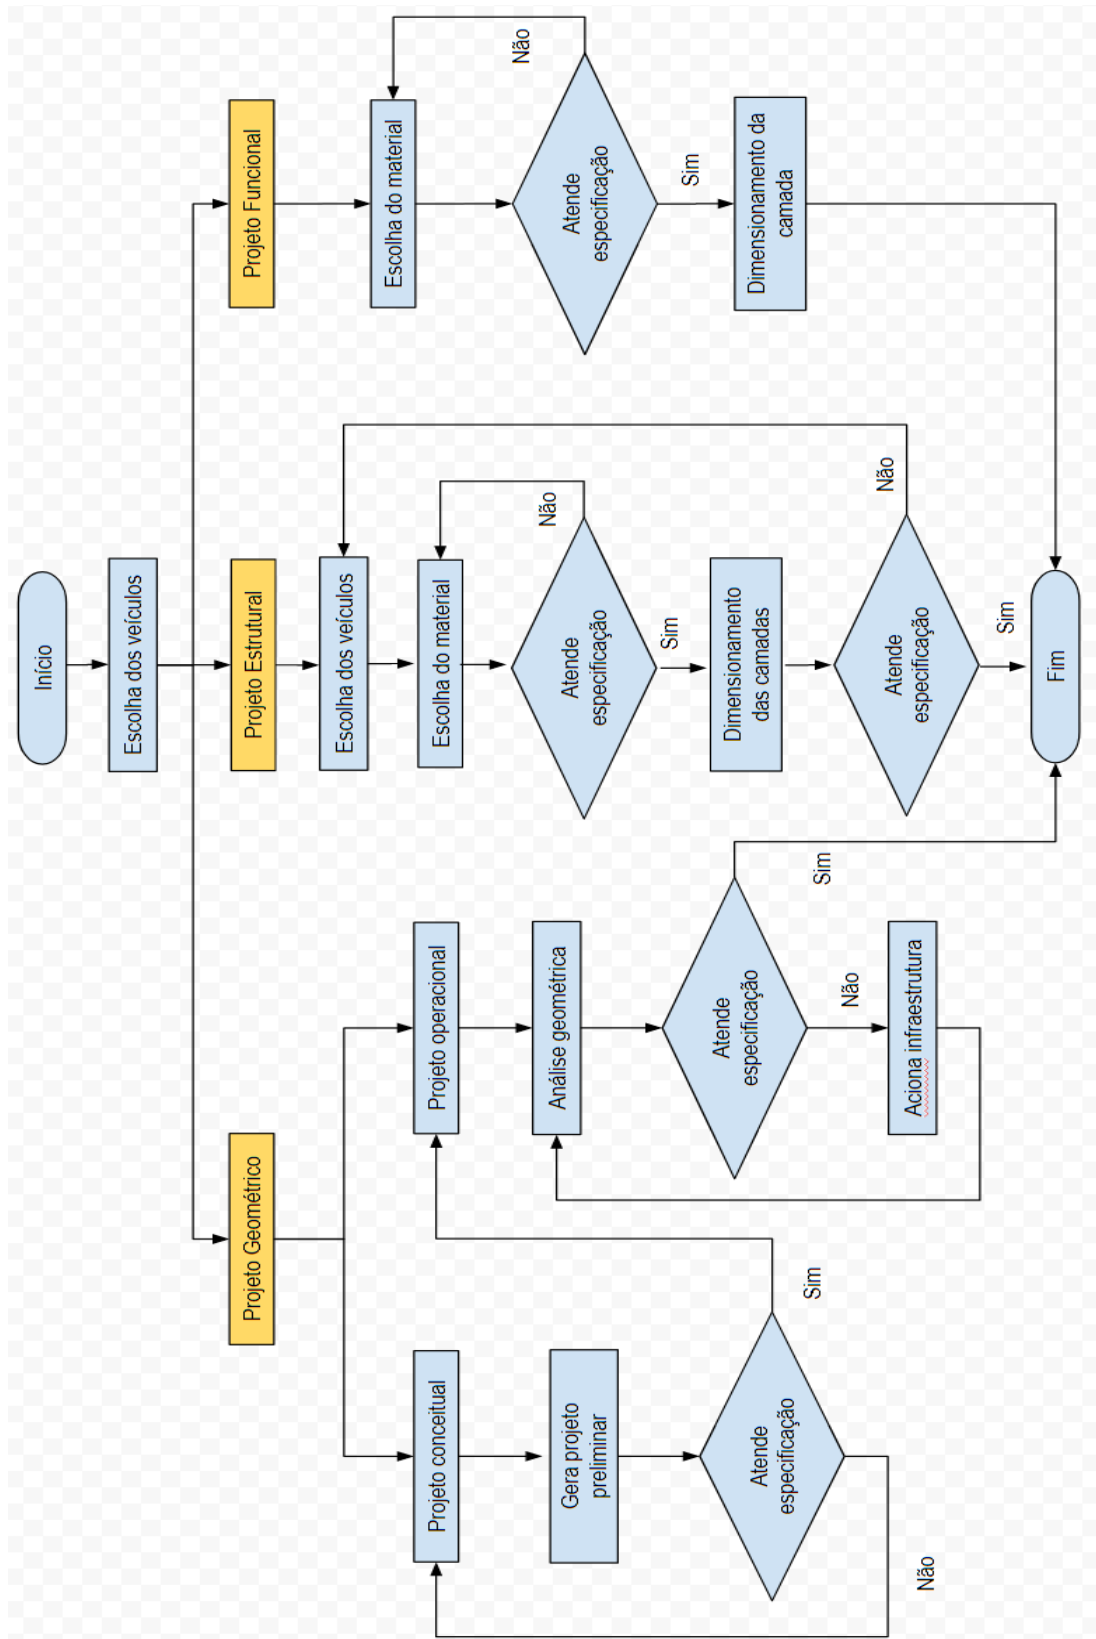 Início
Escolha dos veículos
Projeto Geométrico
Projeto conceitual
Gera projeto
preliminar
Atende
especificação
Não
Sim
Projeto operacional
Análise geométrica
Atende
especificação
Não
Aciona infraestrutura
Sim
Projeto Estrutural
Escolha dos veículos
Escolha do material
Atende
especificação
Não
Sim
Dimensionamento
das camadas
Atende
especificação
Não
Sim
Projeto Funcional
Escolha do material
Atende
especificação
Não
Sim
Dimensionamento da
camada
Fim